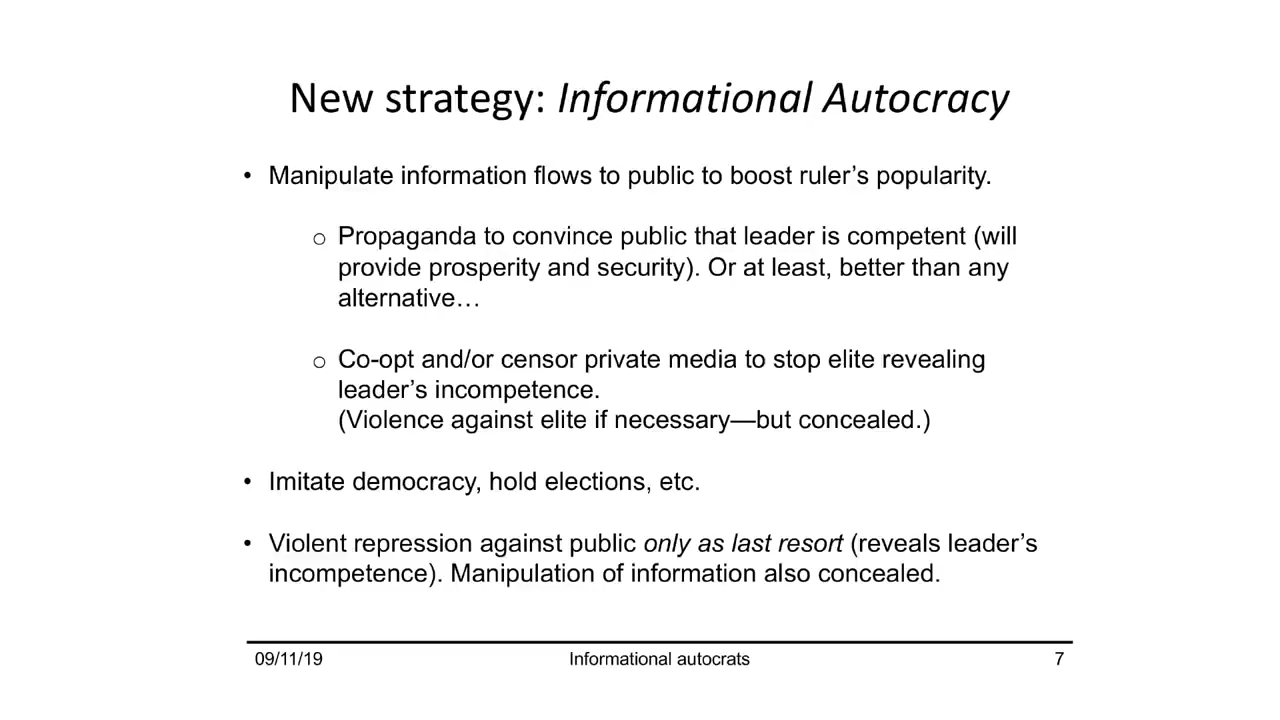 New strategy: Informational Autocracy
• Manipulate information flows to public to boost ruler’s popularity.
o Propaganda to convince public that leader is competent (will
provide prosperity and security). Or at least, better than any
alternative…
o Co-opt and/or censor private media to stop elite revealing
leader’s incompetence.
(Violence against elite if necessary—but concealed.)
• Imitate democracy, hold elections, etc.
• Violent repression against public only as last resort (reveals leader’s
incompetence). Manipulation of information also concealed.
09/11/19 Informational autocrats 7